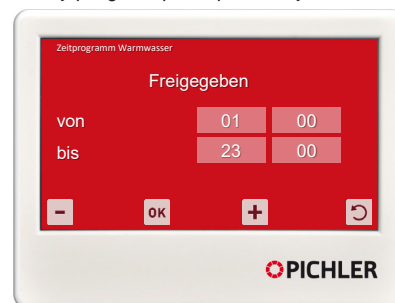 Zeitprogramm Warmwasser
Freigegeben
von 01 00
bis 23 00
- OK +
PICHLER